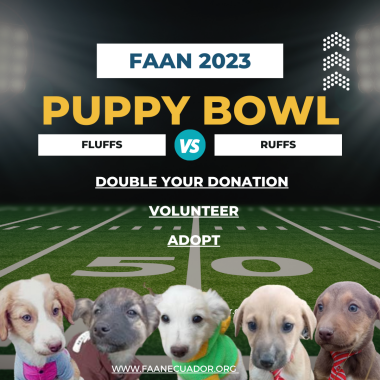 FAAN 2023
PUPPY BOWL
FLUFFS VS RUFFS
DOUBLE YOUR DONATION
VOLUNTEER
ADOPT
50
WWW.FAANECUADOR.ORG